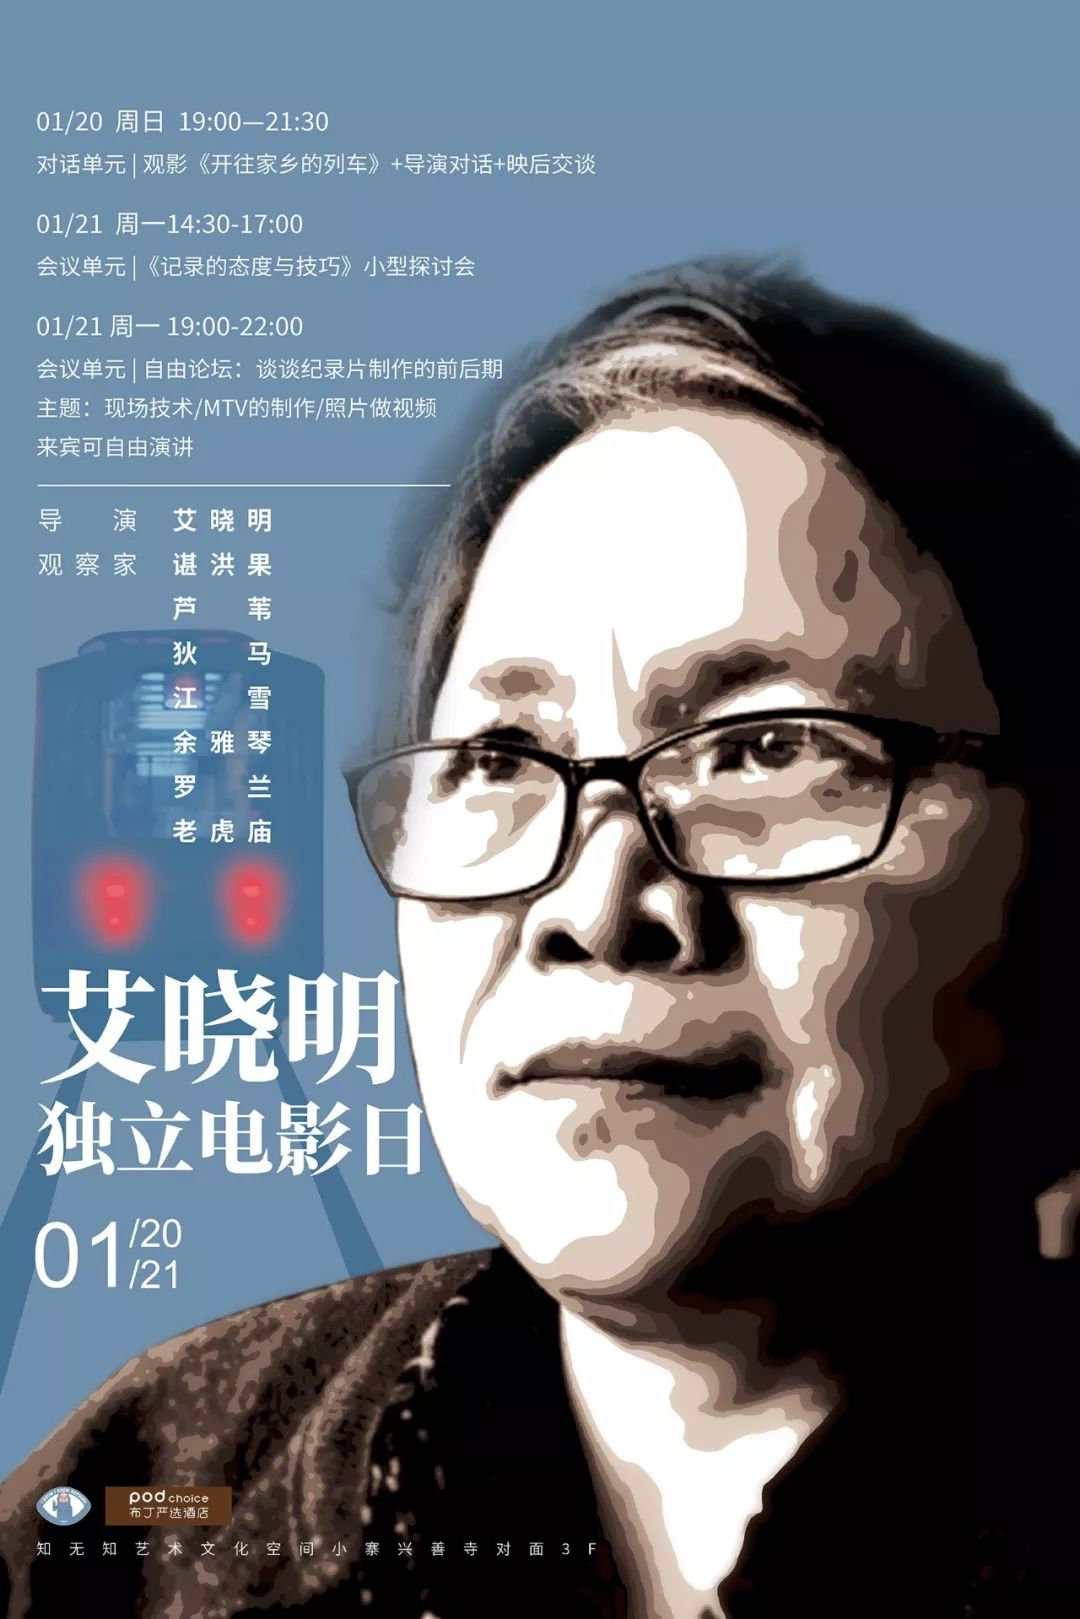 01/20 周日 19:00—21:30
对话单元 | 观影《开往家乡的列车》+导演对话+映后交谈
01/21 周一14:30-17:00
会议单元 |《记录的态度与技巧》小型探讨会
01/21 周一 19:00-22:00
会议单元 | 自由论坛：谈谈纪录片制作的前后期
主题：现场技术/MTV的制作/照片做视频
来宾可自由演讲
导演 艾晓明
观察家 谌洪果
芦苇
狄马
江雪
余雅琴
罗兰
老虎庙
艾晓明
独立电影日
01/20
/21
pod choice
布丁严选酒店
知无知艺术文化空间小寨兴善寺对面3F